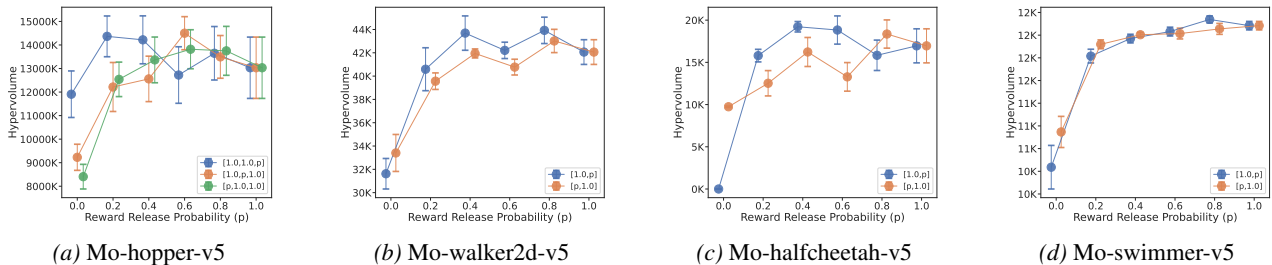 15000K
14000K
13000K
12000K
11000K
10000K
9000K
8000K
Hypervolume
0.0 0.2 0.4 0.6 0.8 1.0
Reward Release Probability (p)
[1.0,1.0,p]
[1.0,p,1.0]
[p,1.0,1.0]
(a) Mo-hopper-v5
44K
42K
40K
38K
36K
34K
32K
30K
Hypervolume
0.0 0.2 0.4 0.6 0.8 1.0
Reward Release Probability (p)
[1.0,p]
[p,1.0]
(b) Mo-walker2d-v5
20K
15K
10K
5K
0K
Hypervolume
0.0 0.2 0.4 0.6 0.8 1.0
Reward Release Probability (p)
[1.0,p]
[p,1.0]
(c) Mo-halfcheetah-v5
12K
12K
12K
11K
11K
11K
10K
10K
Hypervolume
0.0 0.2 0.4 0.6 0.8 1.0
Reward Release Probability (p)
[1.0,p]
[p,1.0]
(d) Mo-swimmer-v5